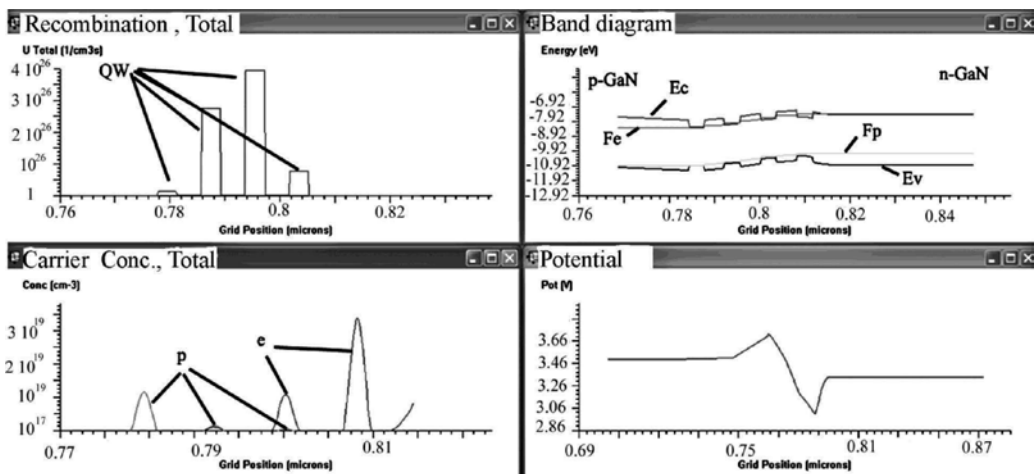 Recombination , Total
U Total (1/cm3s)
QW
4 10 26
3 10 26
2 10 26
10 26
1
0.76 0.78 0.8 0.82
Grid Position (microns)
Band diagram
Energy (eV)
p-GaN
n-GaN
Ec
Fe
Fp
Ev
-6.92
-7.92
-8.92
-9.92
-10.92
-11.92
-12.92
0.76 0.78 0.8 0.82 0.84
Grid Position (microns)
Carrier Conc., Total
Conc (cm-3)
3 10 19
2 10 19
1 10 19
10 17
p
e
0.77 0.79 0.81
Grid Position (microns)
Potential
Pot (V)
3.66
3.46
3.26
3.06
2.86
0.69 0.75 0.81 0.87
Grid Position (microns)